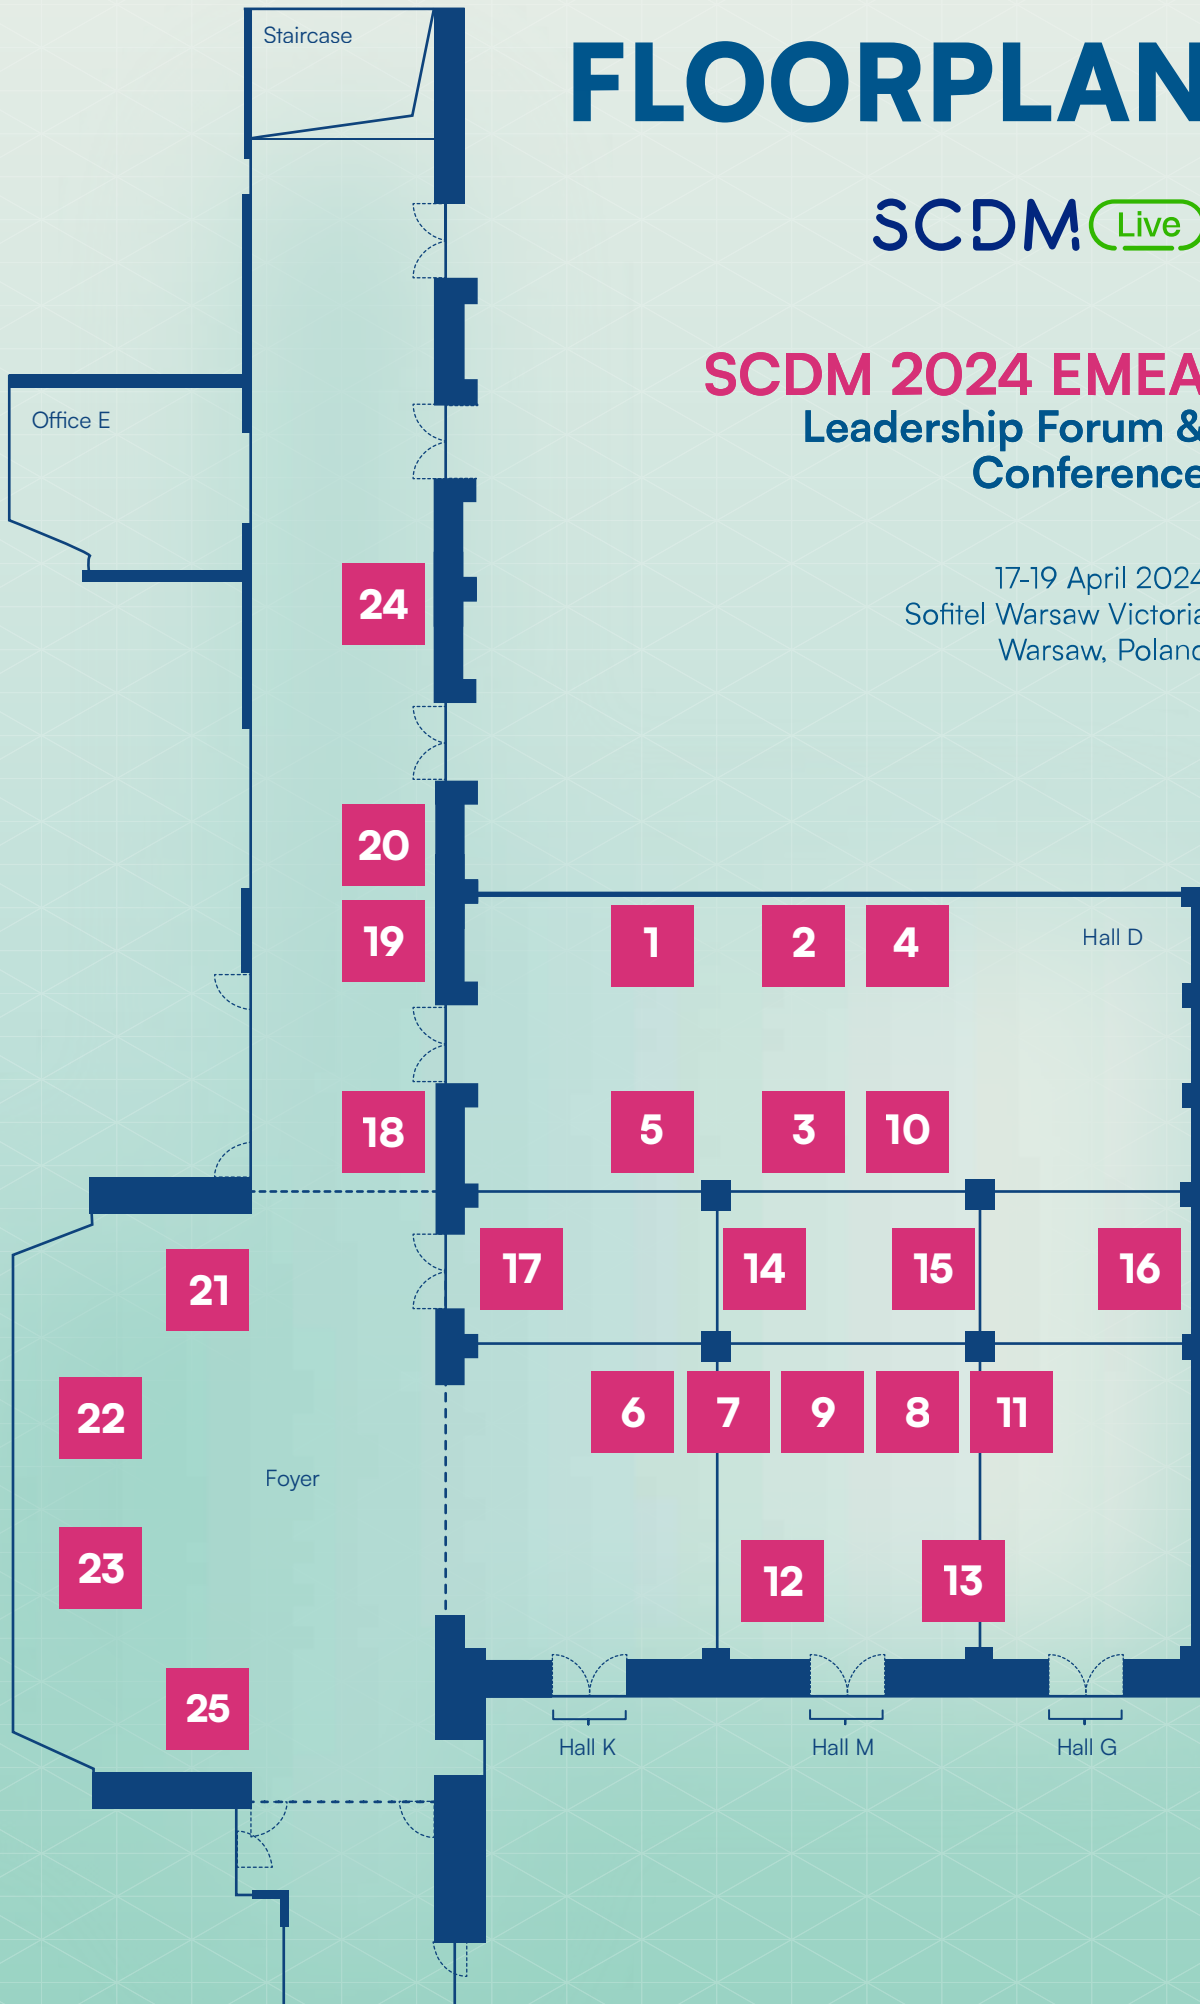 Staircase
FLOORPLAN
SCDM Live
SCDM 2024 EMEA
Leadership Forum &
Conference
Office E
17-19 April 2024
Sofitel Warsaw Victoria
Warsaw, Poland
24
20
19
1 2 4
Hall D
18
5 3 10
17 14 15 16
21
22
6 7 9 8 11
Foyer
23
12 13
25
Hall K Hall M Hall G